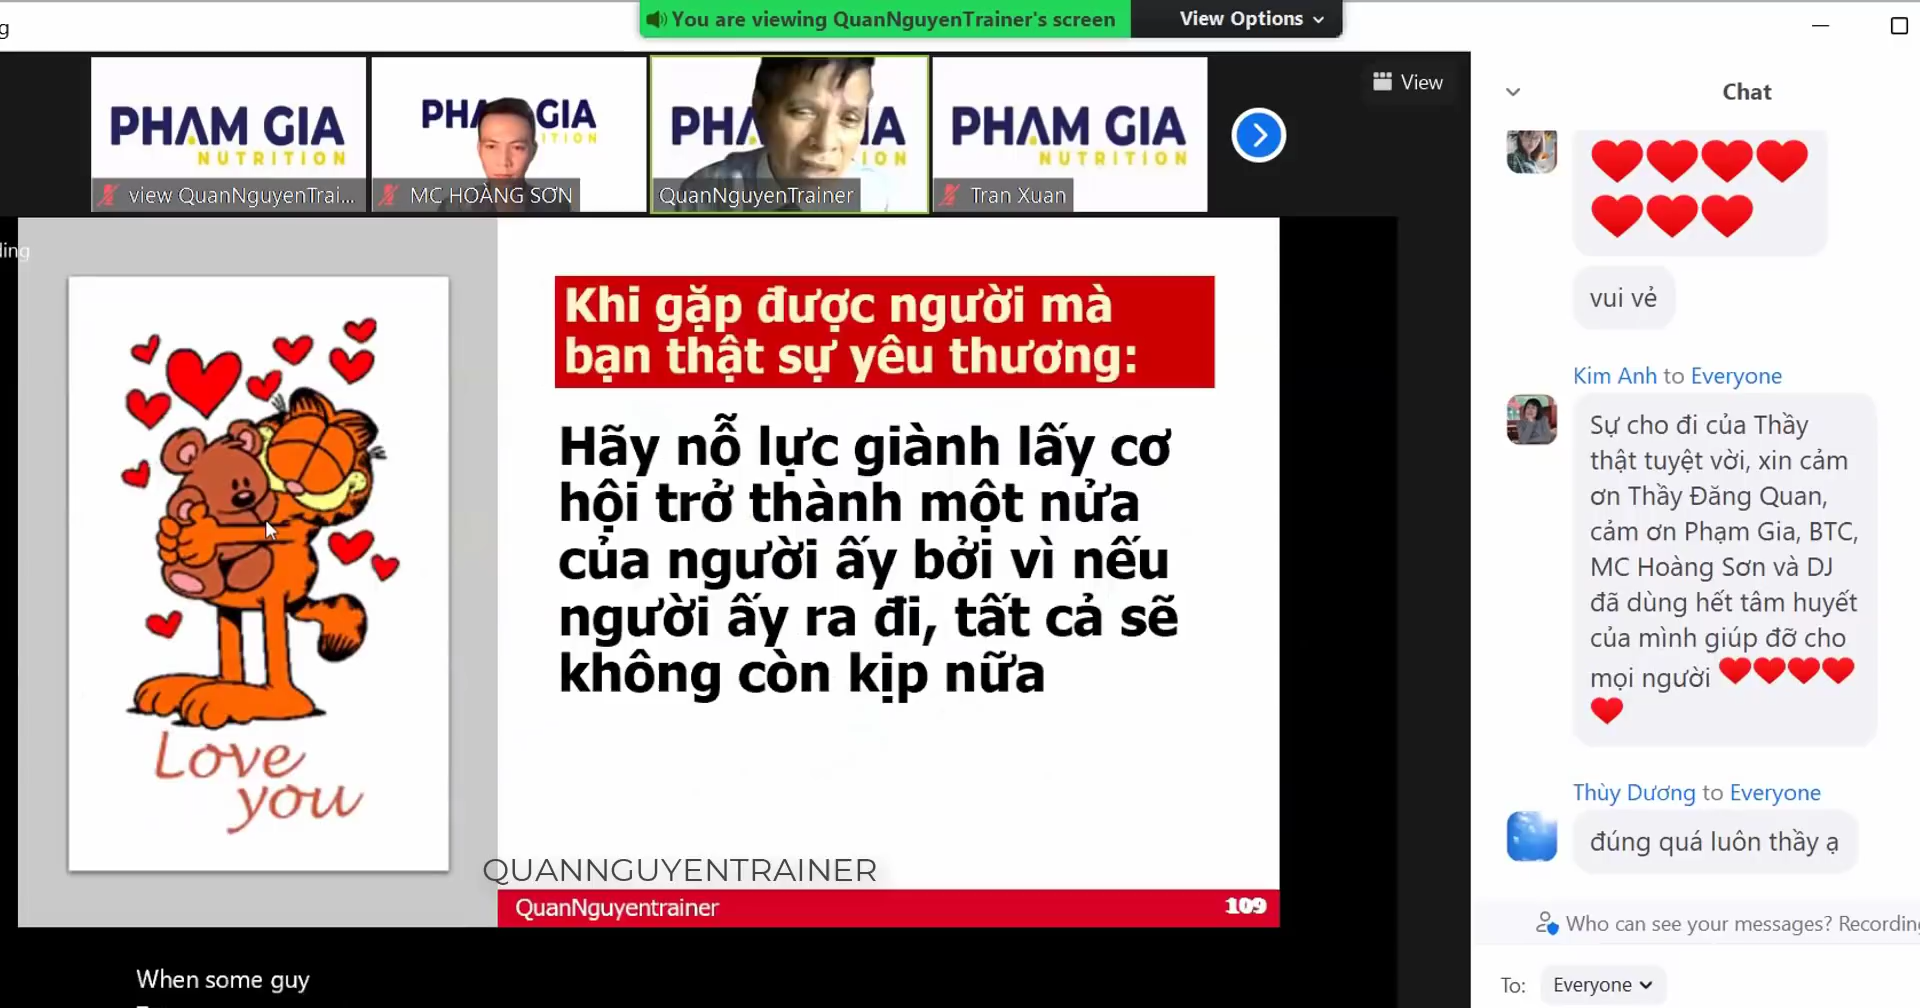 g
You are viewing QuanNguyenTrainer's screen
View Options
PHAM GIA
NUTRITION
view QuanNguyenTrai...
GIA
MC HOÀNG SƠN
QuanNguyenTrainer
PHAM GIA
NUTRITION
Tran Xuan
View
ding
Khi gặp được người mà
bạn thật sự yêu thương:
Hãy nỗ lực giành lấy cơ
hội trở thành một nửa
của người ấy bởi vì nếu
người ấy ra đi, tất cả sẽ
không còn kịp nữa
Love
you
QUANNGUYENTRAINER
QuanNguyentrainer
109
When some guy
Chat
vui vẻ
Kim Anh to Everyone
Sự cho đi của Thầy
thật tuyệt vời, xin cảm
ơn Thầy Đăng Quan,
cảm ơn Phạm Gia, BTC,
MC Hoàng Sơn và DJ
đã dùng hết tâm huyết
của mình giúp đỡ cho
mọi người
Thùy Dương to Everyone
đúng quá luôn thầy ạ
Who can see your messages? Recording
To: Everyone